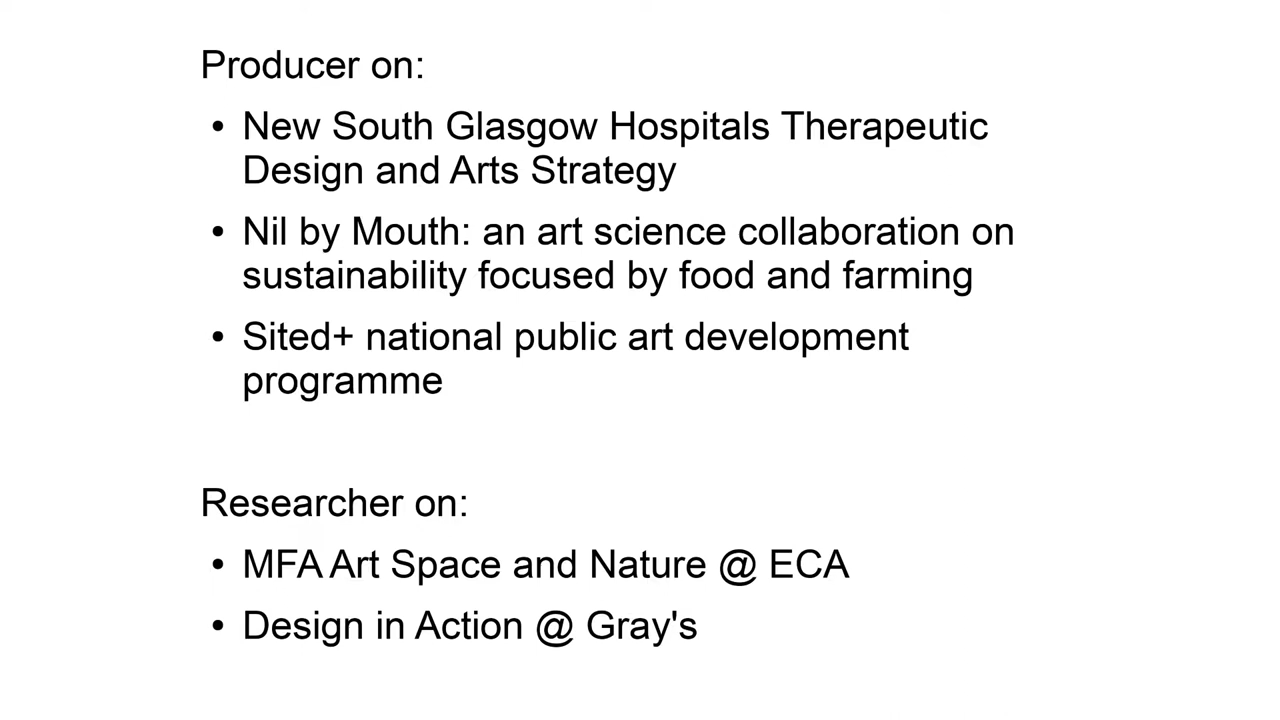 Producer on:
• New South Glasgow Hospitals Therapeutic
Design and Arts Strategy
• Nil by Mouth: an art science collaboration on
sustainability focused by food and farming
• Sited+ national public art development
programme
Researcher on:
• MFA Art Space and Nature @ ECA
• Design in Action @ Gray's